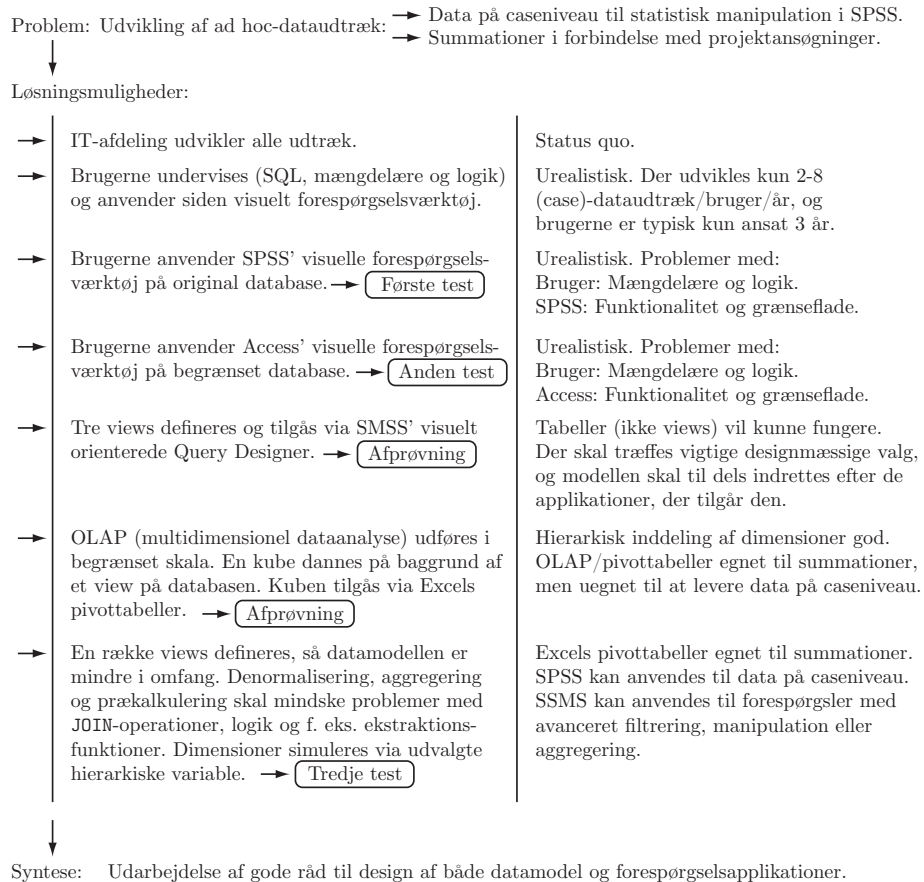 Problem: Udvikling af ad hoc-dataudtræk:
Data på caseniveau til statistisk manipulation i SPSS.
Summationer i forbindelse med projektansøgninger.
Løsningsmuligheder:
IT-afdeling udvikler alle udtræk.
Status quo.
Brugerne undervises (SQL, mængdelære og logik)
og anvender siden visuelt forespørgselsværktøj.
Urealistisk. Der udvikles kun 2-8
(case)-dataudtræk/bruger/år, og
brugerne er typisk kun ansat 3 år.
Brugerne anvender SPSS' visuelle forespørgsels-
værktøj på original database.
Første test
Urealistisk. Problemer med:
Bruger: Mængdelære og logik.
SPSS: Funktionalitet og grænseflade.
Brugerne anvender Access' visuelle forespørgsels-
værktøj på begrænset database.
Anden test
Urealistisk. Problemer med:
Bruger: Mængdelære og logik.
Access: Funktionalitet og grænseflade.
Tre views defineres og tilgås via SMSS' visuelt
orienterede Query Designer.
Afprøvning
Tabeller (ikke views) vil kunne fungere.
Der skal træffes vigtige designmæssige valg,
og modellen skal til dels indrettes efter de
applikationer, der tilgår den.
OLAP (multidimensionel dataanalyse) udføres i
begrænset skala. En kube dannes på baggrund af
et view på databasen. Kuben tilgås via Excels
pivottabeller.
Afprøvning
Hierarkisk inddeling af dimensioner god.
OLAP/pivottabeller egnet til summationer,
men uegnet til at levere data på caseniveau.
En række views defineres, så datamodellen er
mindre i omfang. Denormalisering, aggregering
og prækalkulering skal mindske problemer med
JOIN-operationer, logik og f. eks. ekstraktions-
funktioner. Dimensioner simuleres via udvalgte
hierarkiske variable.
Tredje test
Excels pivottabeller egnet til summationer.
SPSS kan anvendes til data på caseniveau.
SSMS kan anvendes til forespørgsler med
avanceret filtrering, manipulation eller
aggregering.
Syntese: Udarbejdelse af gode råd til design af både datamodel og forespørgselsapplikationer.